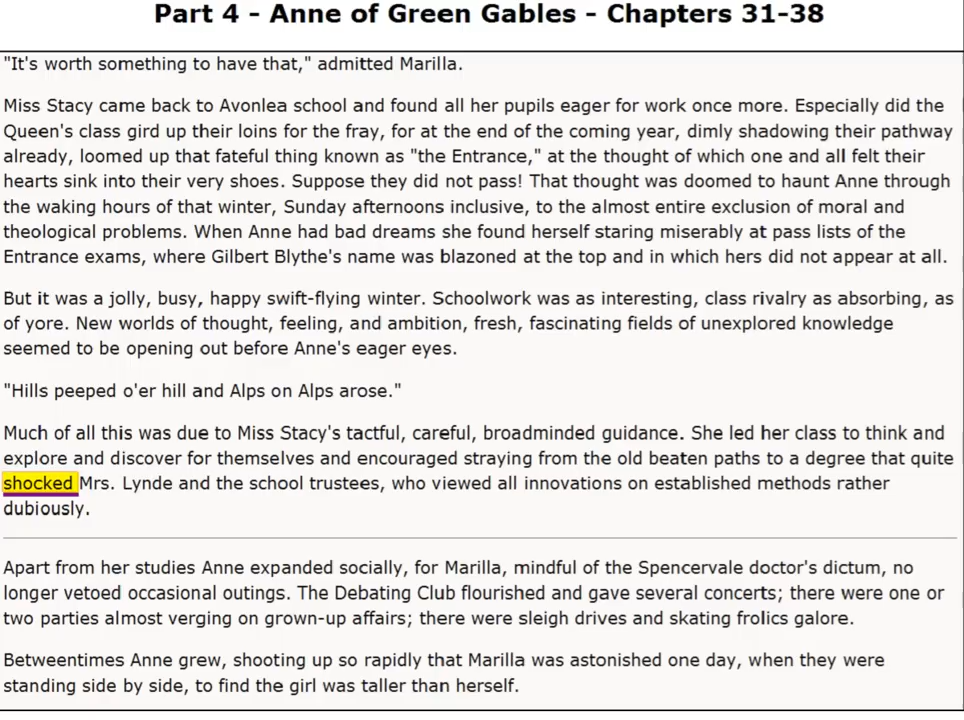 Part 4 - Anne of Green Gables - Chapters 31-38
"It's worth something to have that," admitted Marilla.
Miss Stacy came back to Avonlea school and found all her pupils eager for work once more. Especially did the
Queen's class gird up their loins for the fray, for at the end of the coming year, dimly shadowing their pathway
already, loomed up that fateful thing known as "the Entrance," at the thought of which one and all felt their
hearts sink into their very shoes. Suppose they did not pass! That thought was doomed to haunt Anne through
the waking hours of that winter, Sunday afternoons inclusive, to the almost entire exclusion of moral and
theological problems. When Anne had bad dreams she found herself staring miserably at pass lists of the
Entrance exams, where Gilbert Blythe's name was blazoned at the top and in which hers did not appear at all.
But it was a jolly, busy, happy swift-flying winter. Schoolwork was as interesting, class rivalry as absorbing, as
of yore. New worlds of thought, feeling, and ambition, fresh, fascinating fields of unexplored knowledge
seemed to be opening out before Anne's eager eyes.
"Hills peeped o'er hill and Alps on Alps arose."
Much of all this was due to Miss Stacy's tactful, careful, broadminded guidance. She led her class to think and
explore and discover for themselves and encouraged straying from the old beaten paths to a degree that quite
shocked Mrs. Lynde and the school trustees, who viewed all innovations on established methods rather
dubiously.
Apart from her studies Anne expanded socially, for Marilla, mindful of the Spencervale doctor's dictum, no
longer vetoed occasional outings. The Debating Club flourished and gave several concerts; there were one or
two parties almost verging on grown-up affairs; there were sleigh drives and skating frolics galore.
Betweentimes Anne grew, shooting up so rapidly that Marilla was astonished one day, when they were
standing side by side, to find the girl was taller than herself.